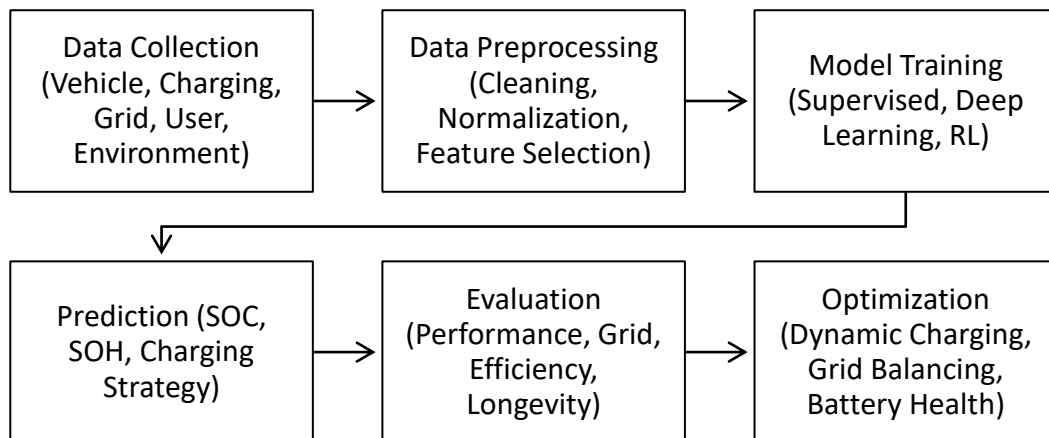 Data Collection
(Vehicle, Charging,
Grid, User,
Environment)
Data Preprocessing
(Cleaning,
Normalization,
Feature Selection)
Model Training
(Supervised, Deep
Learning, RL)
Prediction (SOC,
SOH, Charging
Strategy)
Evaluation
(Performance, Grid,
Efficiency,
Longevity)
Optimization
(Dynamic Charging,
Grid Balancing,
Battery Health)